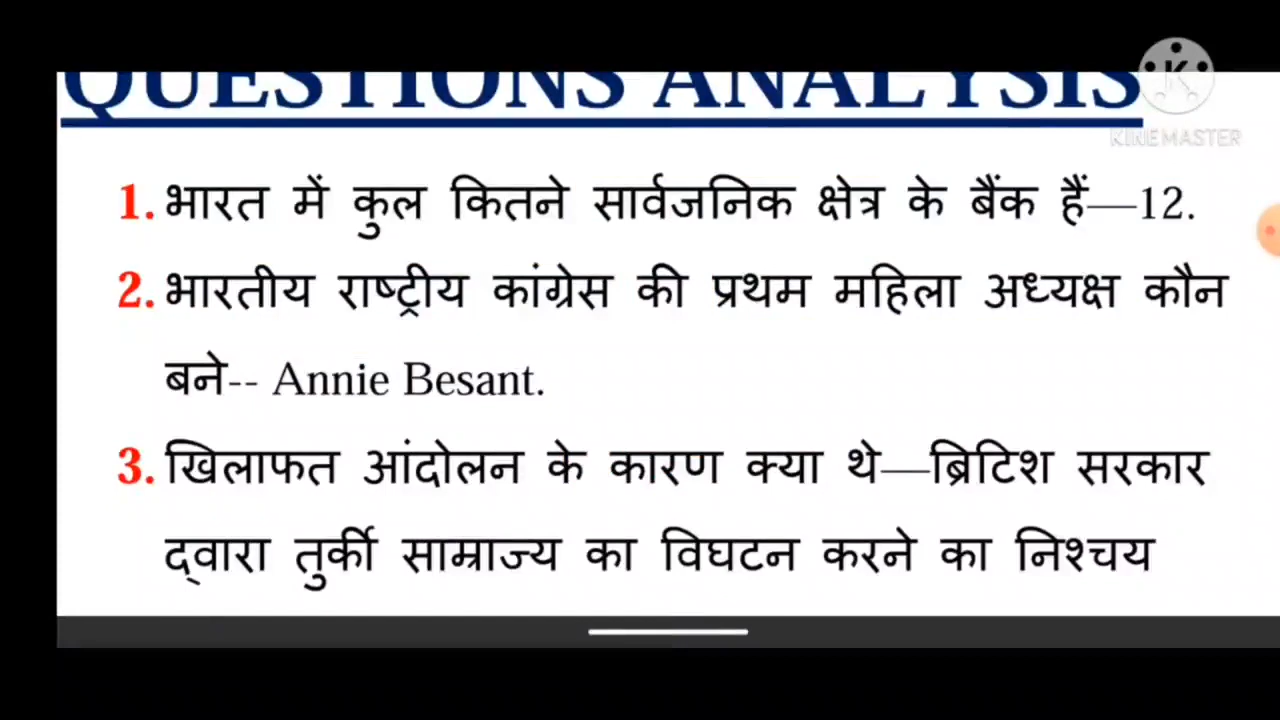 QUESTIONS ANALYSIS
KINEMASTER
1. भारत में कुल कितने सार्वजनिक क्षेत्र के बैंक हैं—12.
2. भारतीय राष्ट्रीय कांग्रेस की प्रथम महिला अध्यक्ष कौन
बने-- Annie Besant.
3. खिलाफत आंदोलन के कारण क्या थे—ब्रिटिश सरकार
द्वारा तुर्की साम्राज्य का विघटन करने का निश्चय